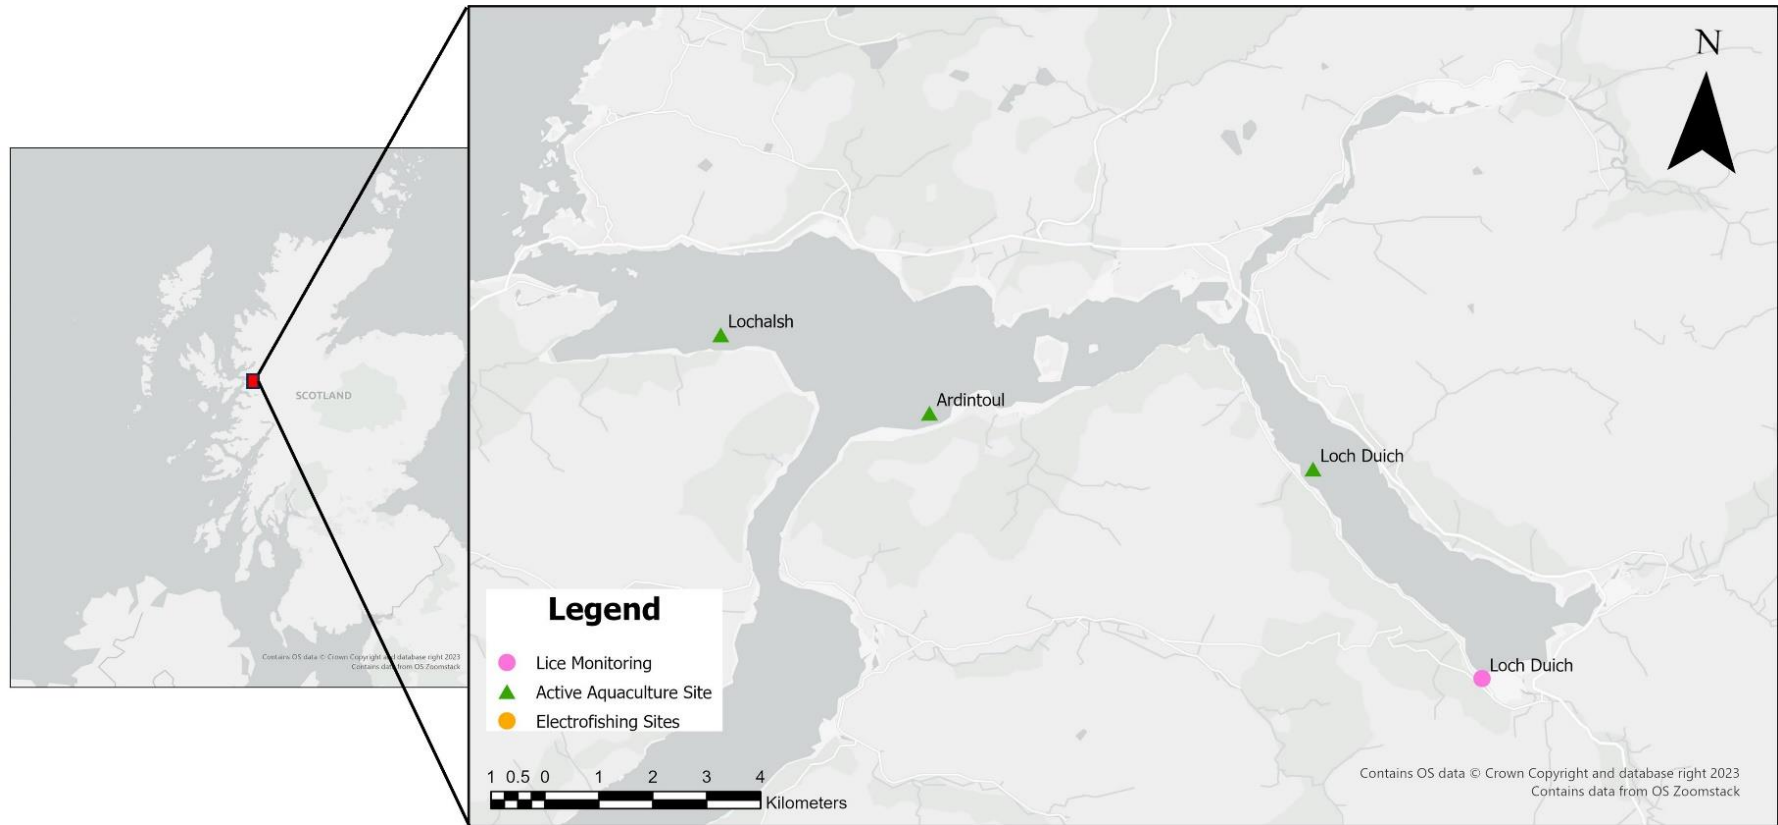 SCOTLAND
Contains OS data © Crown Copyright and database right 2023
Contains data from OS Zoomstack
N
Lochalsh
Ardintoul
Loch Duich
Loch Duich
Legend
Lice Monitoring
Active Aquaculture Site
Electrofishing Sites
1 0.5 0 1 2 3 4
Kilometers
Contains OS data © Crown Copyright and database right 2023
Contains data from OS Zoomstack